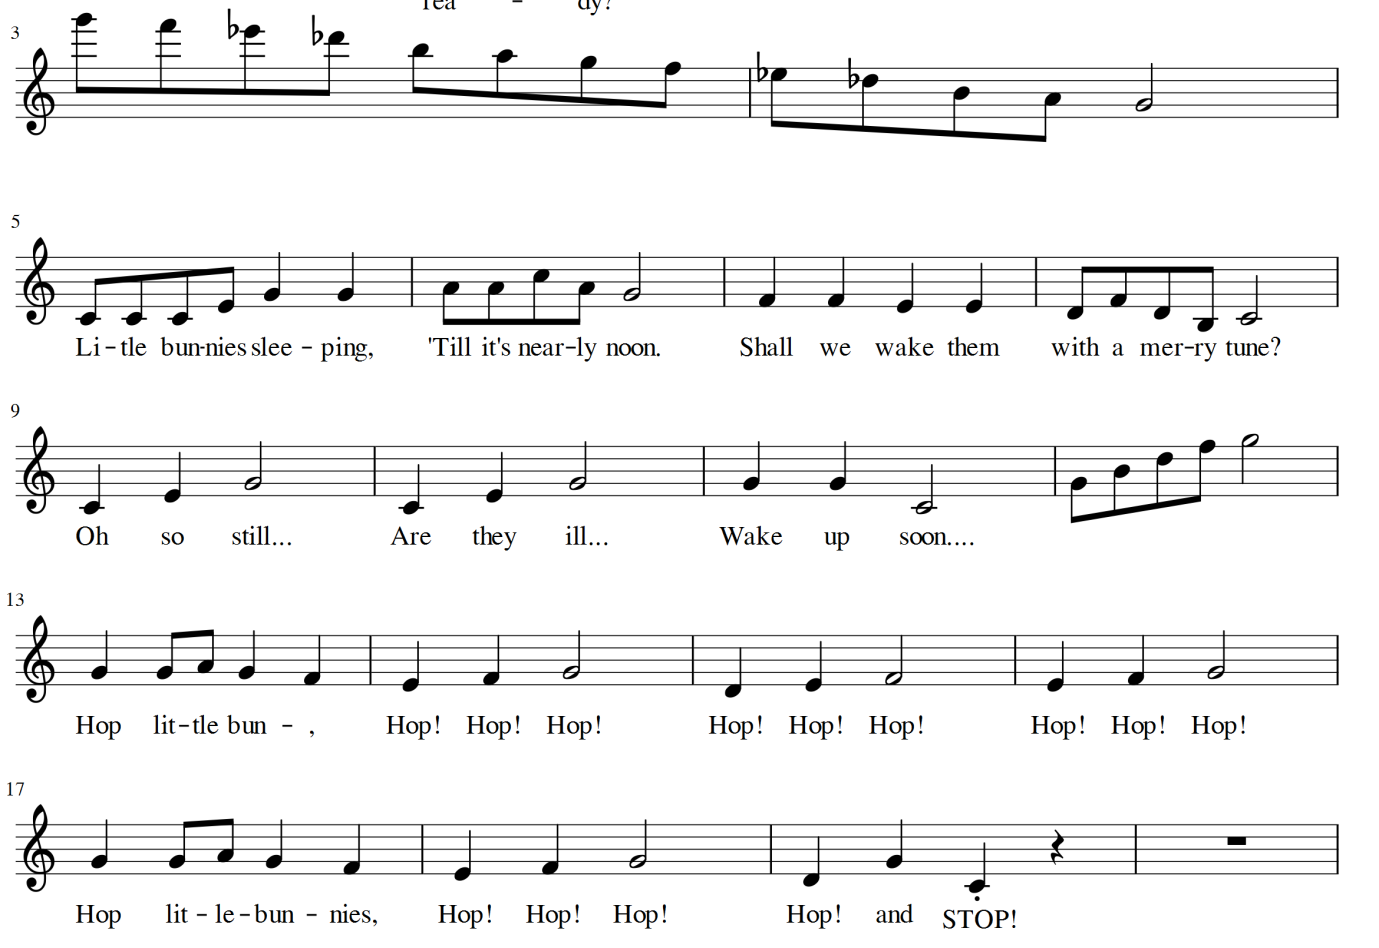 rea - dy?
3
5
Li-tle bun-nies slee - ping, 'Till it's near-ly noon. Shall we wake them with a mer-ry tune?
9
Oh so still... Are they ill... Wake up soon....
13
Hop lit-tle bun - , Hop! Hop! Hop! Hop! Hop! Hop! Hop! Hop! Hop!
17
Hop lit - le-bun - nies, Hop! Hop! Hop! Hop! and STOP!